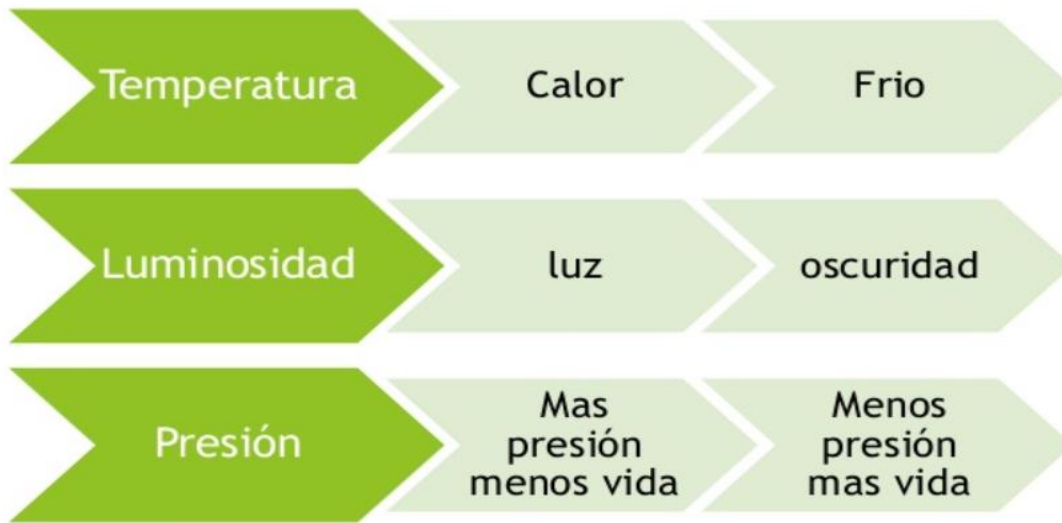 Temperatura
Calor
Frio
Luminosidad
luz
oscuridad
Presión
Mas
presión
menos vida
Menos
presión
mas vida